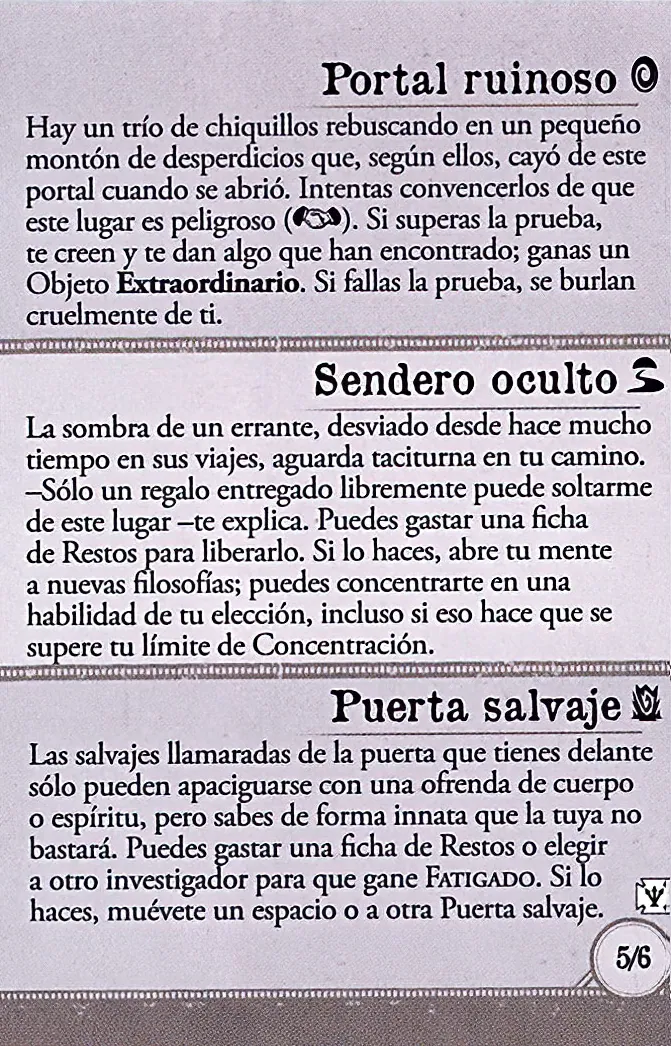 Portal ruinoso
Hay un trío de chiquillos rebuscando en un pequeño
montón de desperdicios que, según ellos, cayó de este
portal cuando se abrió. Intentas convencerlos de que
este lugar es peligroso ( ). Si superas la prueba,
te creen y te dan algo que han encontrado; ganas un
Objeto Extraordinario. Si fallas la prueba, se burlan
cruelmente de ti.
Sendero oculto
La sombra de un errante, desviado desde hace mucho
tiempo en sus viajes, aguarda taciturna en tu camino.
–Sólo un regalo entregado libremente puede soltarme
de este lugar –te explica. Puedes gastar una ficha
de Restos para liberarlo. Si lo haces, abre tu mente
a nuevas filosofías; puedes concentrarte en una
habilidad de tu elección, incluso si eso hace que se
supere tu límite de Concentración.
Puerta salvaje
Las salvajes llamaradas de la puerta que tienes delante
sólo pueden apaciguarse con una ofrenda de cuerpo
o espíritu, pero sabes de forma innata que la tuya no
bastará. Puedes gastar una ficha de Restos o elegir
a otro investigador para que gane FATIGADO. Si lo
haces, muévete un espacio o a otra Puerta salvaje.
5/6